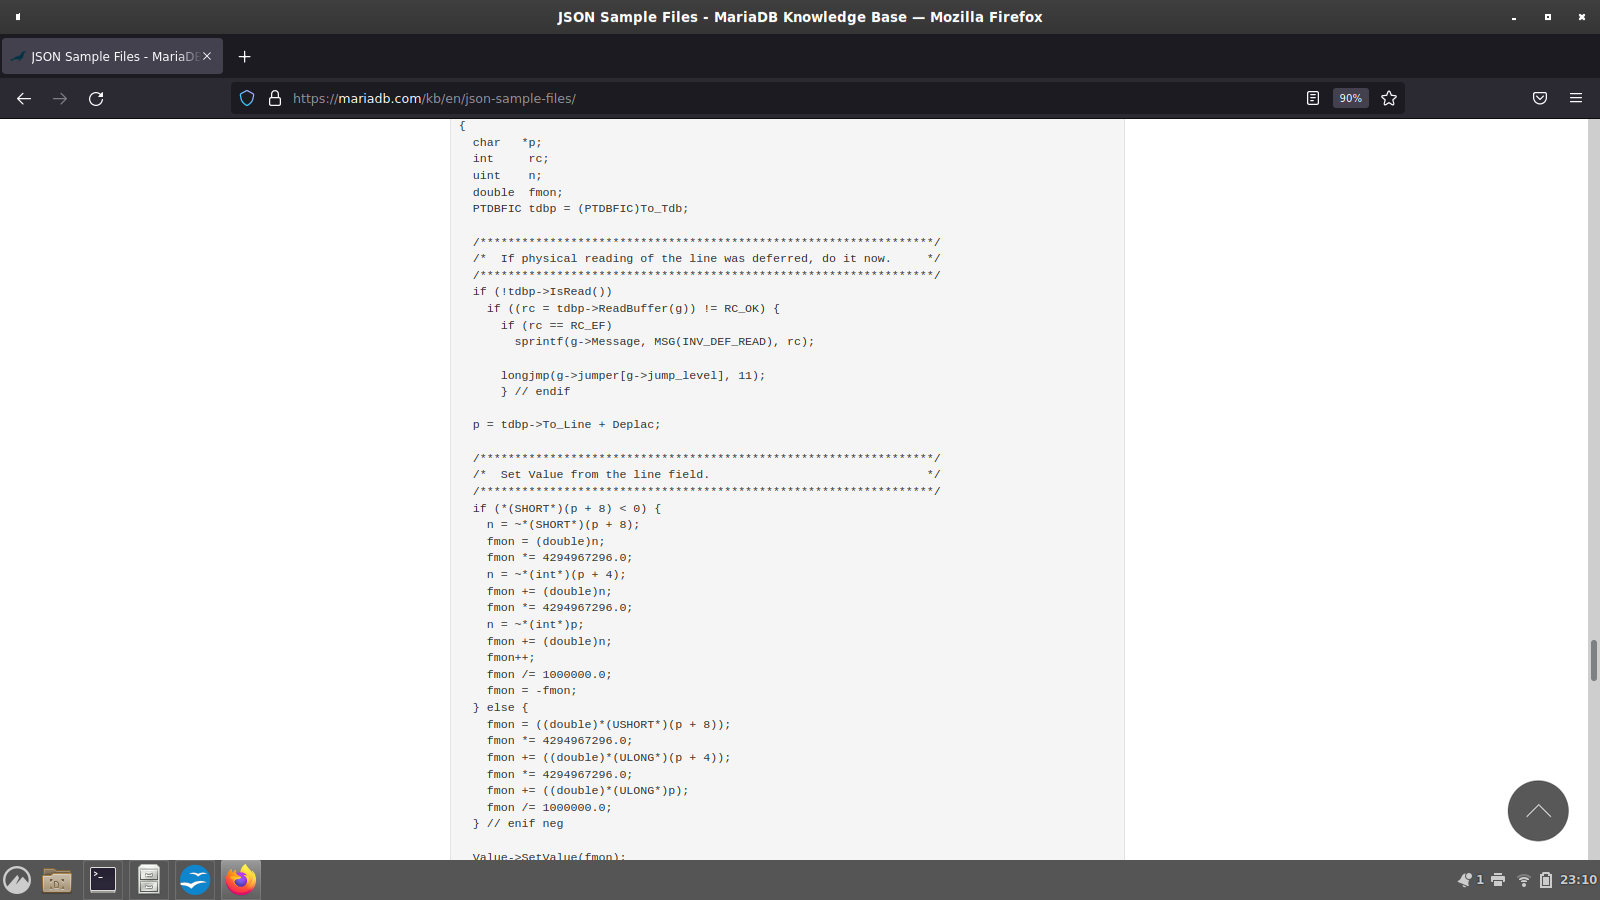 JSON Sample Files - MariaDB Knowledge Base — Mozilla Firefox
JSON Sample Files - MariaDB
https://mariadb.com/kb/en/json-sample-files/
90%
{
  char   *p;
  int     rc;
  uint    n;
  double  fmon;
  PTDBFIC tdbp = (PTDBFIC)To_Tdb;

  /*****************************************************************/
  /*  If physical reading of the line was deferred, do it now.     */
  /*****************************************************************/
  if (!tdbp->IsRead())
    if ((rc = tdbp->ReadBuffer(g)) != RC_OK) {
      if (rc == RC_EF)
        sprintf(g->Message, MSG(INV_DEF_READ), rc);

      longjmp(g->jumper[g->jump_level], 11);
      } // endif

  p = tdbp->To_Line + Deplac;

  /*****************************************************************/
  /*  Set Value from the line field.                               */
  /*****************************************************************/
  if (*(SHORT*)(p + 8) < 0) {
    n = ~*(SHORT*)(p + 8);
    fmon = (double)n;
    fmon *= 4294967296.0;
    n = ~*(int*)(p + 4);
    fmon += (double)n;
    fmon *= 4294967296.0;
    n = ~*(int*)p;
    fmon += (double)n;
    fmon++;
    fmon /= 1000000.0;
    fmon = -fmon;
  } else {
    fmon = ((double)*(USHORT*)(p + 8));
    fmon *= 4294967296.0;
    fmon += ((double)*(ULONG*)(p + 4));
    fmon *= 4294967296.0;
    fmon += ((double)*(ULONG*)p);
    fmon /= 1000000.0;
  } // enif neg

  Value->SetValue(fmon);
1
23:10